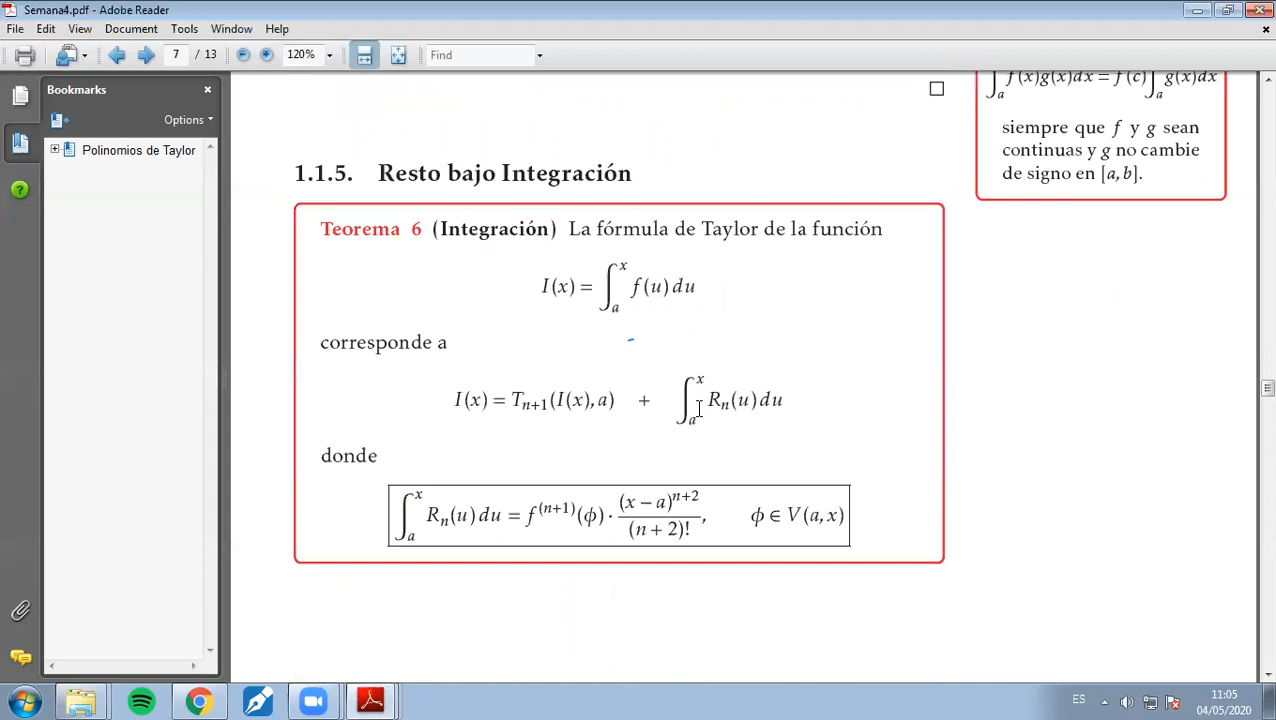 Semana4.pdf - Adobe Reader
File Edit View Document Tools Window Help
7 / 13 120% Find
Bookmarks
Options
Polinomios de Taylor
∫_a f(x)g(x)dx = f(c)∫_a g(x)dx
siempre que f y g sean
continuas y g no cambie
de signo en [a, b].
□
1.1.5. Resto bajo Integración
Teorema 6 (Integración) La fórmula de Taylor de la función
I(x) = ∫_a^x f(u) du
corresponde a
I(x) = T_{n+1}(I(x), a) + ∫_a^x R_n(u) du
donde
∫_a^x R_n(u) du = f^{(n+1)}(ϕ) · (x − a)^{n+2} / (n + 2)!, ϕ ∈ V(a, x)
ES
11:05
04/05/2020